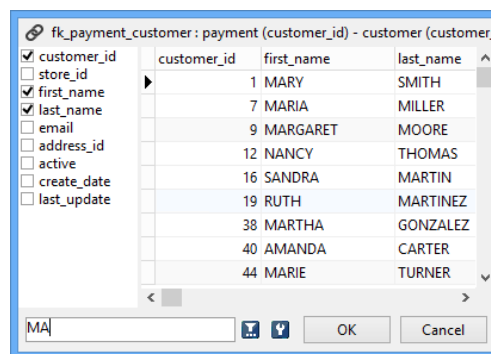 fk_payment_customer : payment (customer_id) - customer (customer_
customer_id
store_id
first_name
last_name
email
address_id
active
create_date
last_update
customer_id first_name last_name
1 MARY SMITH
7 MARIA MILLER
9 MARGARET MOORE
12 NANCY THOMAS
16 SANDRA MARTIN
19 RUTH MARTINEZ
38 MARTHA GONZALEZ
40 AMANDA CARTER
44 MARIE TURNER
MA OK Cancel